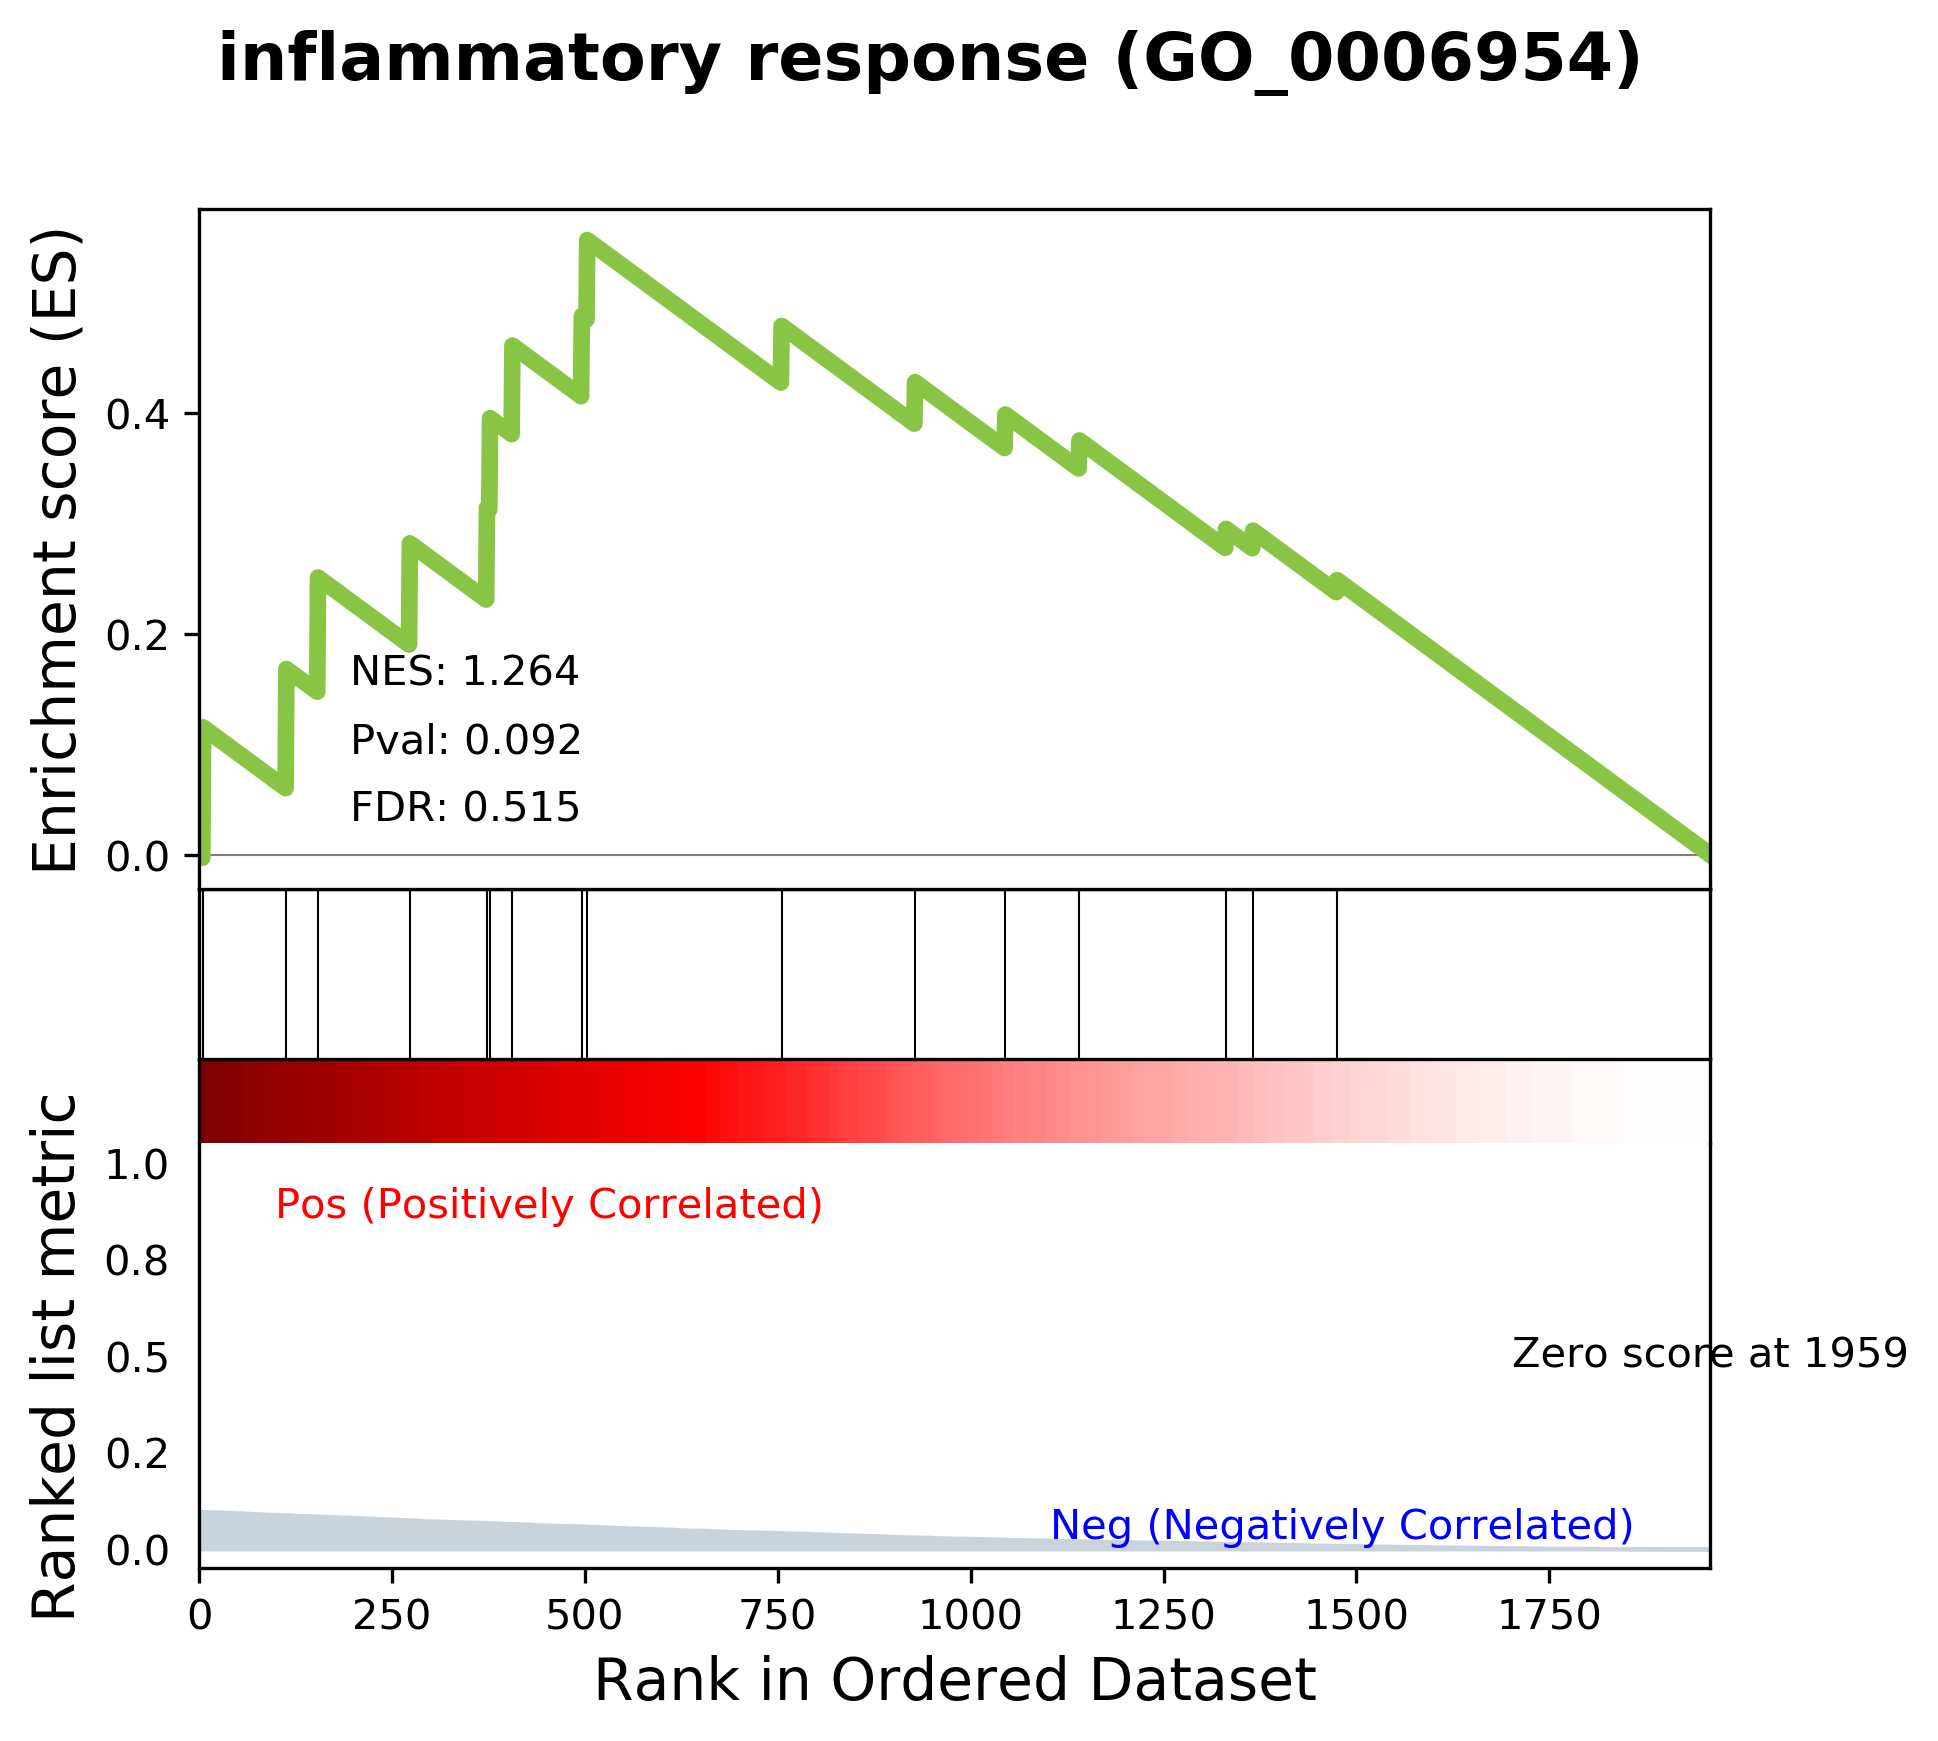 inflammatory response (GO_0006954)
Enrichment score (ES)
0.4
0.2
0.0
NES: 1.264
Pval: 0.092
FDR: 0.515
Ranked list metric
1.0
0.8
0.5
0.2
0.0
Pos (Positively Correlated)
Zero score at 1959
Neg (Negatively Correlated)
0 250 500 750 1000 1250 1500 1750
Rank in Ordered Dataset